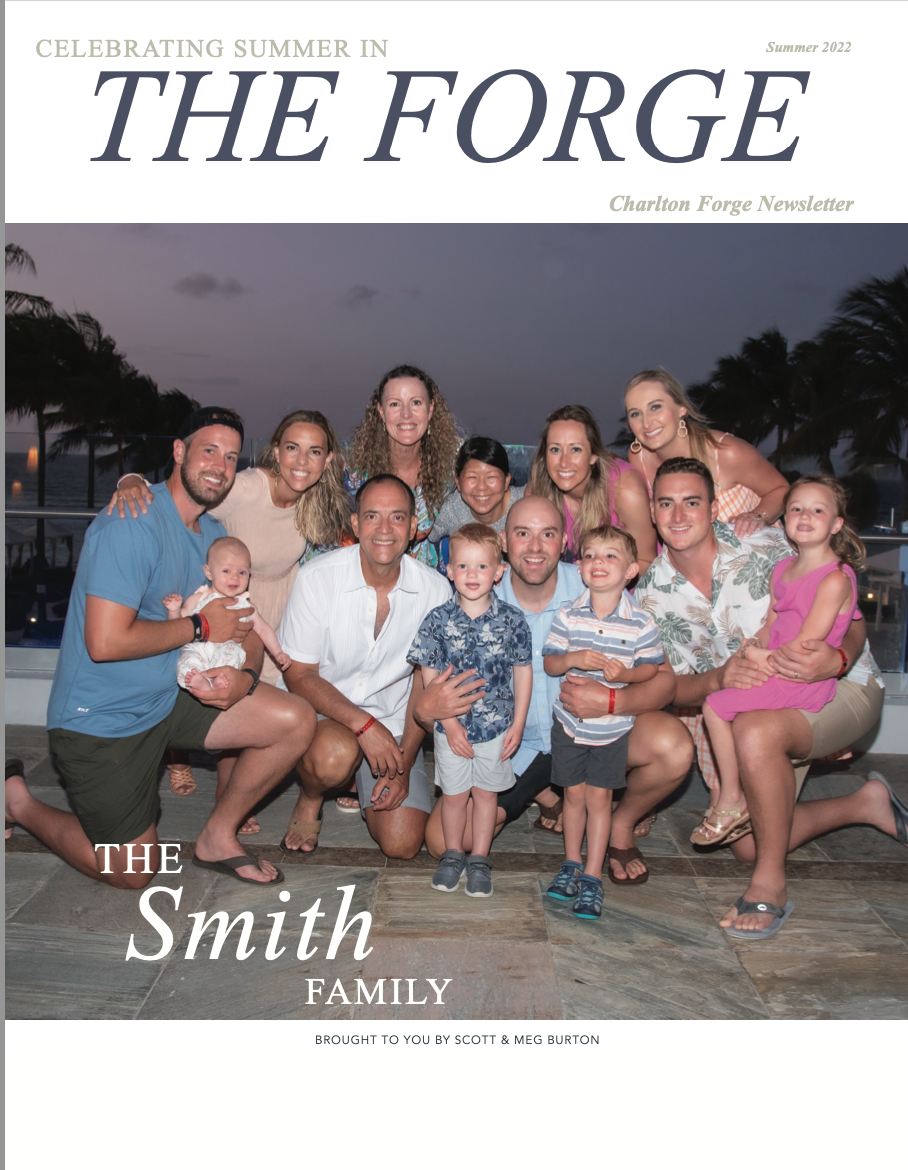 CELEBRATING SUMMER IN
Summer 2022
THE FORGE
Charlton Forge Newsletter
THE
Smith
FAMILY
BROUGHT TO YOU BY SCOTT & MEG BURTON